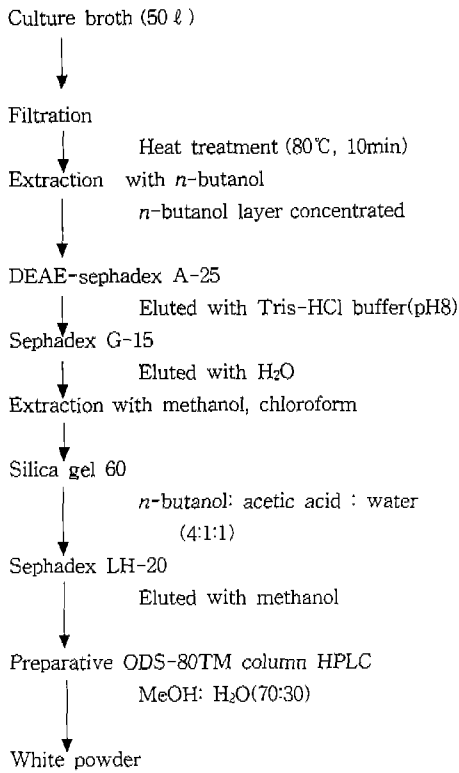 Culture broth (50ℓ)
Filtration
Heat treatment (80℃, 10min)
Extraction with n-butanol
n-butanol layer concentrated
DEAE-sephadex A-25
Eluted with Tris-HCl buffer(pH8)
Sephadex G-15
Eluted with H₂O
Extraction with methanol, chloroform
Silica gel 60
n-butanol: acetic acid : water
(4:1:1)
Sephadex LH-20
Eluted with methanol
Preparative ODS-80TM column HPLC
MeOH: H₂O(70:30)
White powder